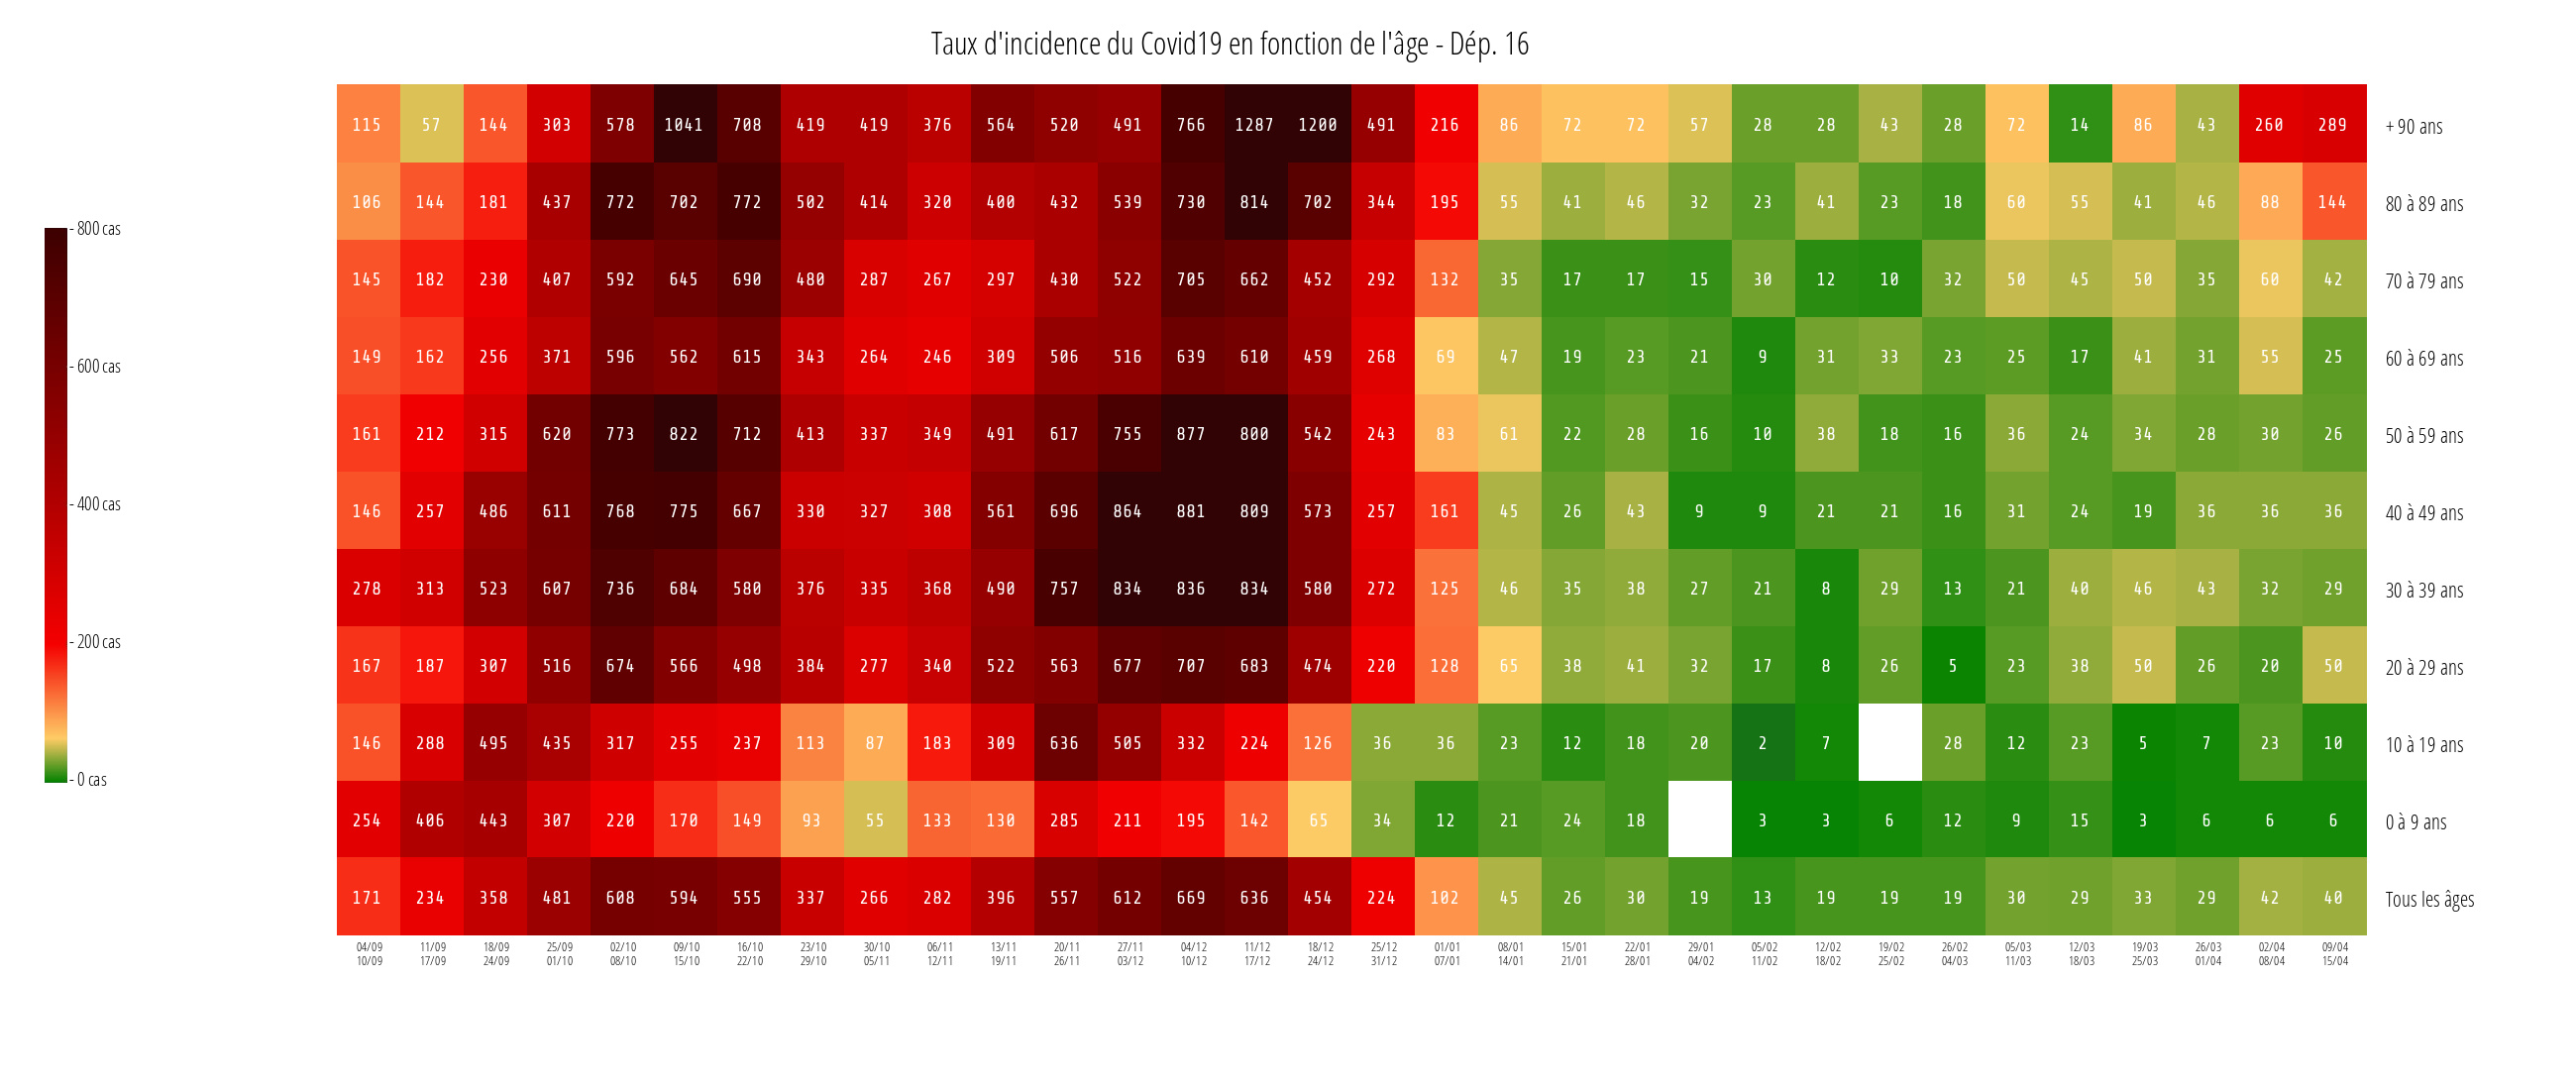 Taux d'incidence du Covid19 en fonction de l'âge - Dép. 16
115 57 144 303 578 1041 708 419 419 376 564 520 491 766 1287 1200 491 216 86 72 72 57 28 28 43 28 72 14 86 43 260 289 + 90 ans
106 144 181 437 772 702 772 502 414 320 400 432 539 730 814 702 344 195 55 41 46 32 23 41 23 18 60 55 41 46 88 144 80 à 89 ans
145 182 230 407 592 645 690 480 287 267 297 430 522 705 662 452 292 132 35 17 17 15 30 12 10 32 50 45 50 35 60 42 70 à 79 ans
149 162 256 371 596 562 615 343 264 246 309 506 516 639 610 459 268 69 47 19 23 21 9 31 33 23 25 17 41 31 55 25 60 à 69 ans
161 212 315 620 773 822 712 413 337 349 491 617 755 877 800 542 243 83 61 22 28 16 10 38 18 16 36 24 34 28 30 26 50 à 59 ans
146 257 486 611 768 775 667 330 327 308 561 696 864 881 809 573 257 161 45 26 43 9 9 21 21 16 31 24 19 36 36 36 40 à 49 ans
278 313 523 607 736 684 580 376 335 368 490 757 834 836 834 580 272 125 46 35 38 27 21 8 29 13 21 40 46 43 32 29 30 à 39 ans
167 187 307 516 674 566 498 384 277 340 522 563 677 707 683 474 220 128 65 38 41 32 17 8 26 5 23 38 50 26 20 50 20 à 29 ans
146 288 495 435 317 255 237 113 87 183 309 636 505 332 224 126 36 36 23 12 18 20 2 7 28 12 23 5 7 23 10 10 à 19 ans
254 406 443 307 220 170 149 93 55 133 130 285 211 195 142 65 34 12 21 24 18 3 3 6 12 9 15 3 6 6 6 0 à 9 ans
171 234 358 481 608 594 555 337 266 282 396 557 612 669 636 454 224 102 45 26 30 19 13 19 19 19 30 29 33 29 42 40 Tous les âges
04/09 11/09 18/09 25/09 02/10 09/10 16/10 23/10 30/10 06/11 13/11 20/11 27/11 04/12 11/12 18/12 25/12 01/01 08/01 15/01 22/01 29/01 05/02 12/02 19/02 26/02 05/03 12/03 19/03 26/03 02/04 09/04
10/09 17/09 24/09 01/10 08/10 15/10 22/10 29/10 05/11 12/11 19/11 26/11 03/12 10/12 17/12 24/12 31/12 07/01 14/01 21/01 28/01 04/02 11/02 18/02 25/02 04/03 11/03 18/03 25/03 01/04 08/04 15/04
- 800 cas
- 600 cas
- 400 cas
- 200 cas
- 0 cas